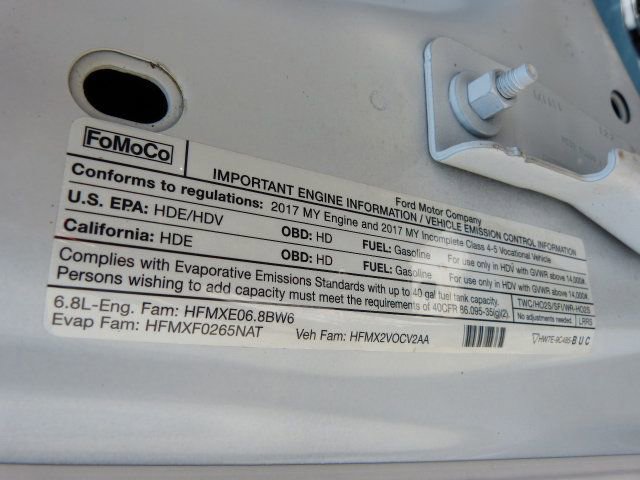 FoMoCo
Ford Motor Company
IMPORTANT ENGINE INFORMATION / VEHICLE EMISSION CONTROL INFORMATION
Conforms to regulations: 2017 MY Engine and 2017 MY Incomplete Class 4-5 Vocational Vehicle
U.S. EPA: HDE/HDV OBD: HD FUEL: Gasoline For use only in HDV with GVWR above 14,000#
California: HDE OBD: HD FUEL: Gasoline For use only in HDV with GVWR above 14,000#
Complies with Evaporative Emissions Standards with up to 40 gal fuel tank capacity.
Persons wishing to add capacity must meet the requirements of 40CFR 86.095-35(g)(2).
TWC/HO2S/SFI/WR-HO2S
No adjustments needed. LRRS
6.8L-Eng. Fam: HFMXE06.8BW6
Evap Fam: HFMXF0265NAT Veh Fam: HFMX2VOCV2AA
HW7E-9C485 BUC